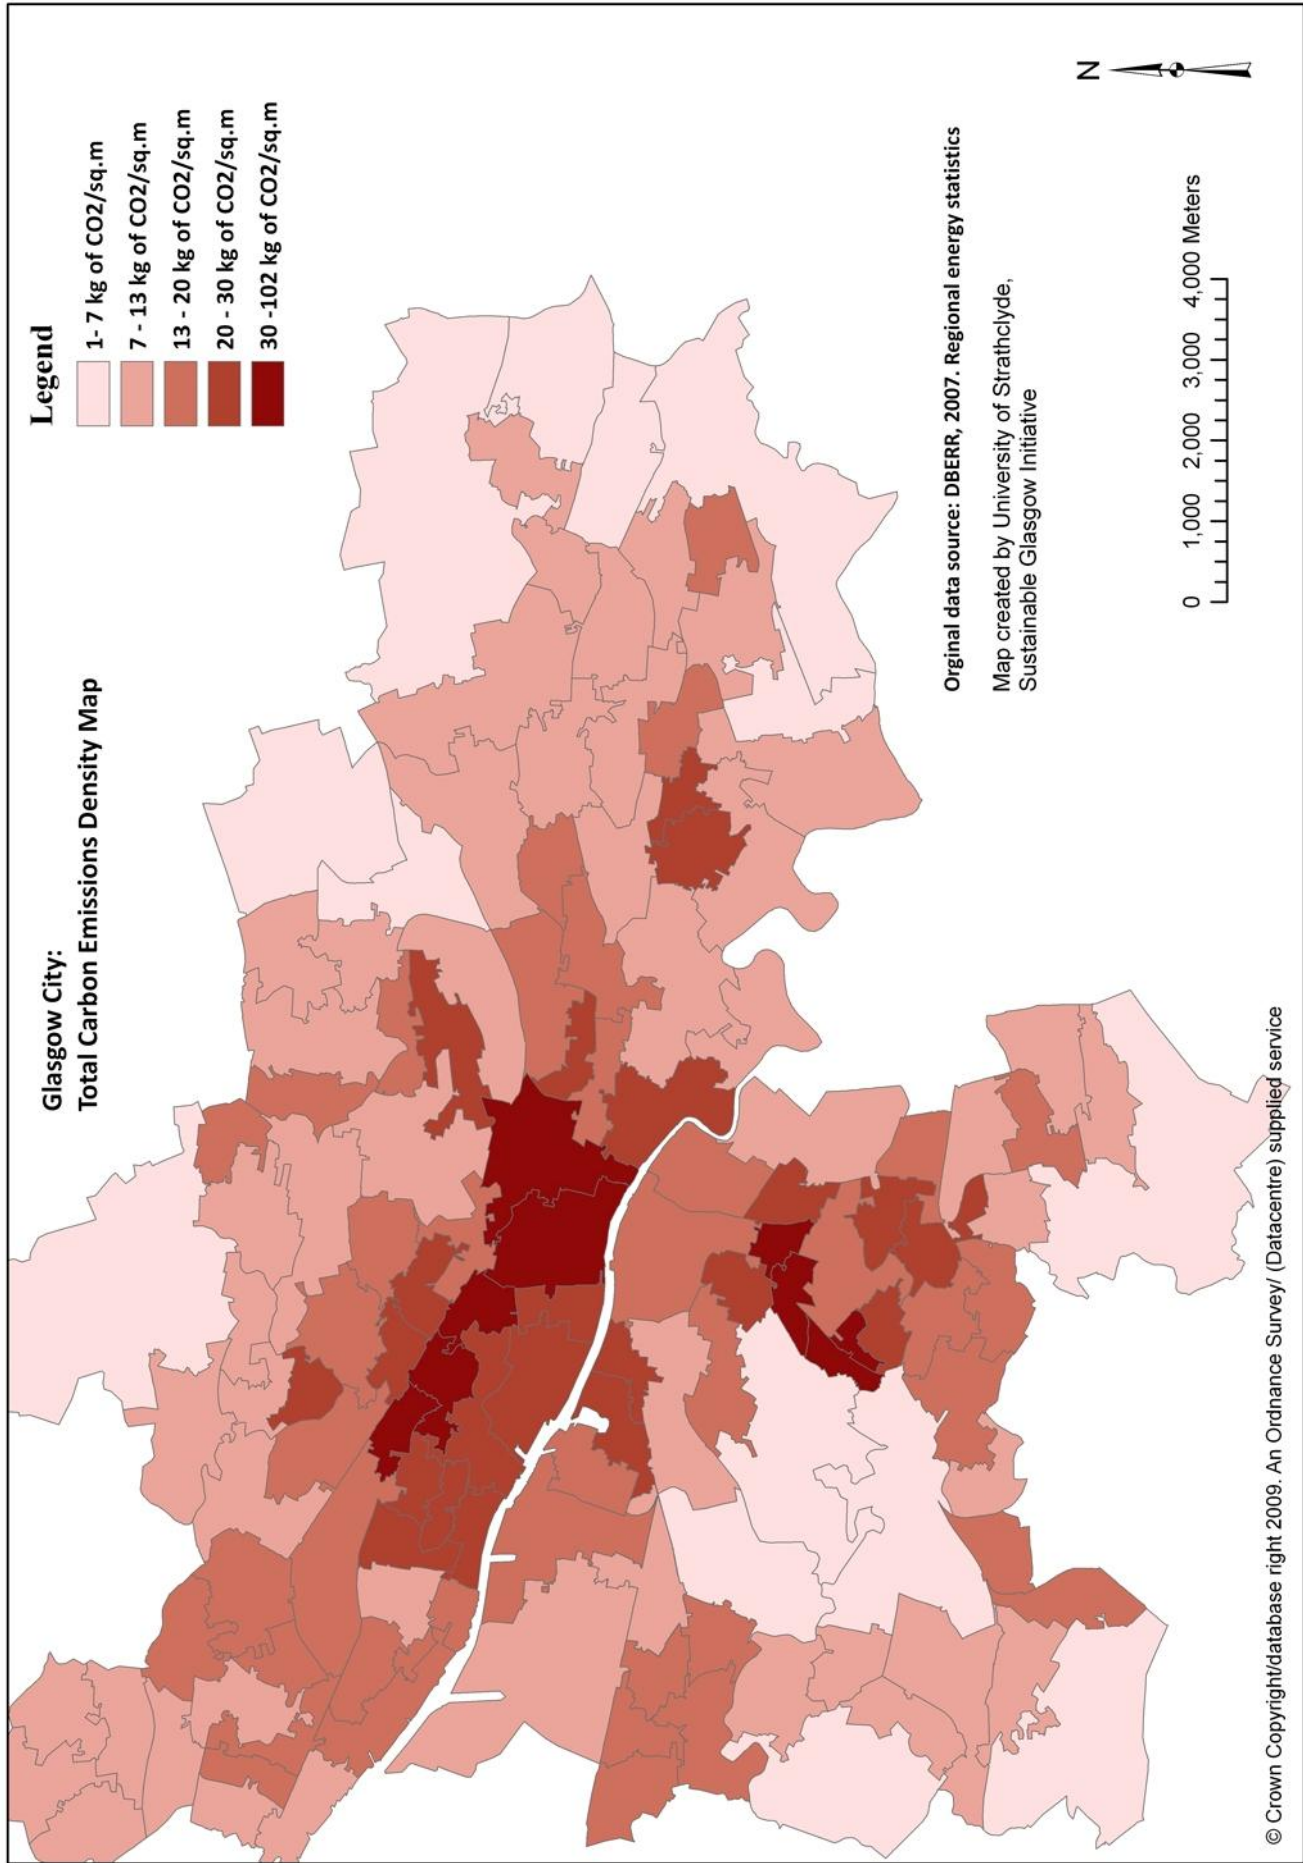 Glasgow City:
Total Carbon Emissions Density Map
Legend
1- 7 kg of CO2/sq.m
7 - 13 kg of CO2/sq.m
13 - 20 kg of CO2/sq.m
20 - 30 kg of CO2/sq.m
30 -102 kg of CO2/sq.m
N
Orginal data source: DBERR, 2007. Regional energy statistics
Map created by University of Strathclyde,
Sustainable Glasgow Initiative
0 1,000 2,000 3,000 4,000 Meters
© Crown Copyright/database right 2009. An Ordnance Survey/ (Datacentre) supplied service